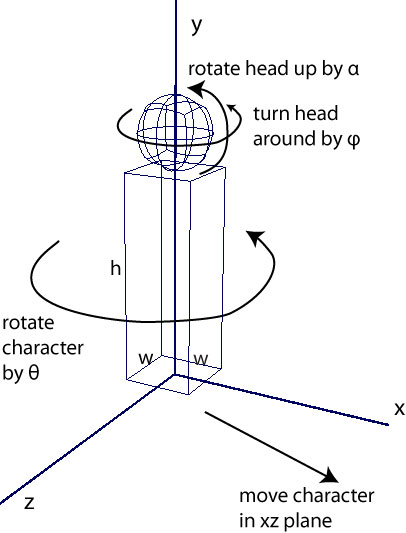 y
rotate head up by α
turn head
around by φ
h
rotate
character
by θ
w
w
x
z
move character
in xz plane